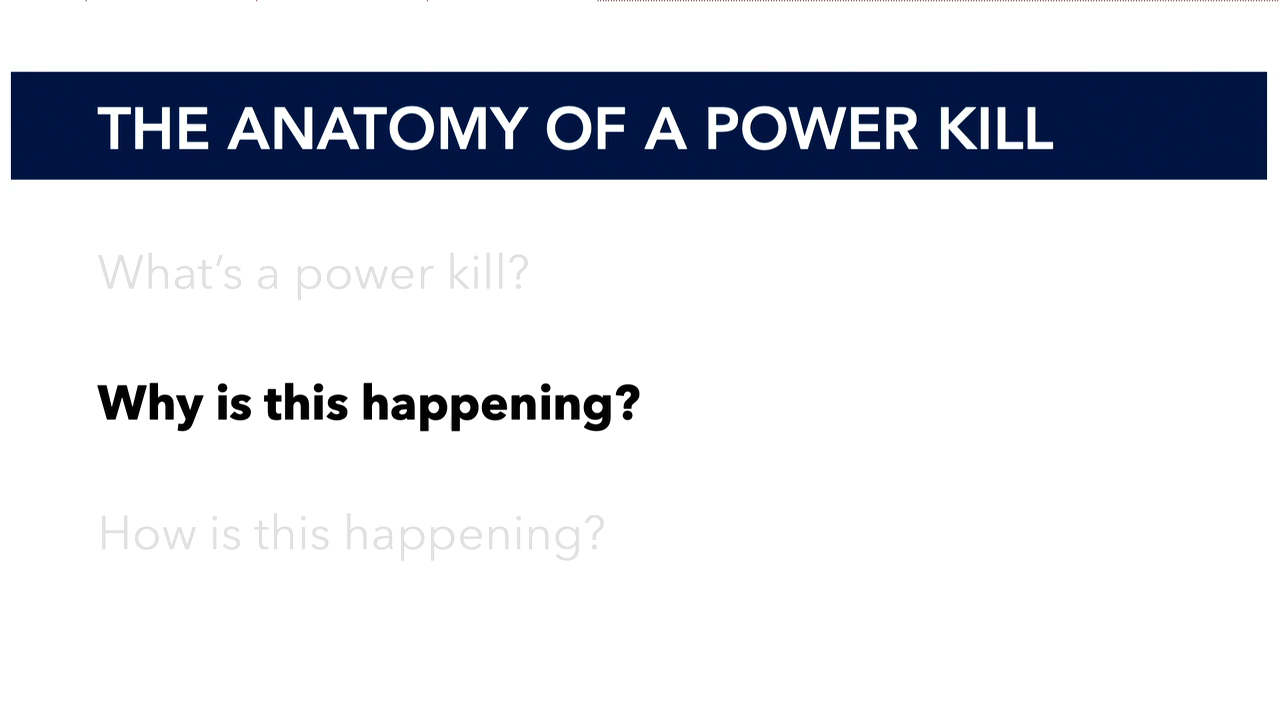 THE ANATOMY OF A POWER KILL
What's a power kill?
Why is this happening?
How is this happening?